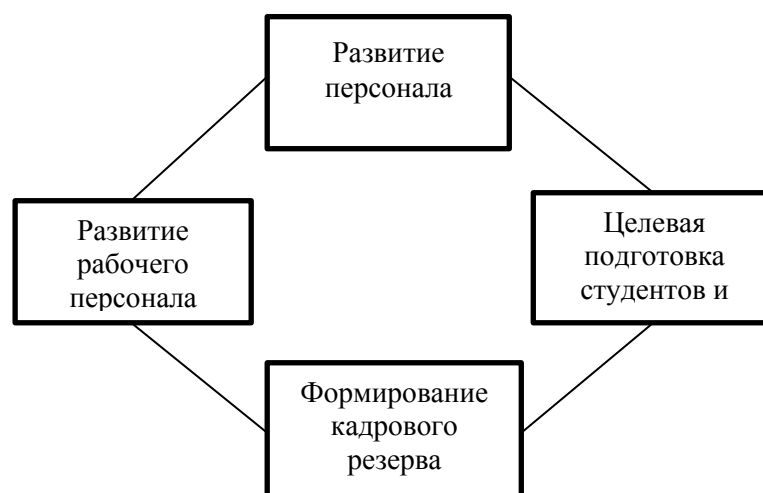 Развитие
персонала
Развитие
рабочего
персонала
Целевая
подготовка
студентов и
Формирование
кадрового
резерва